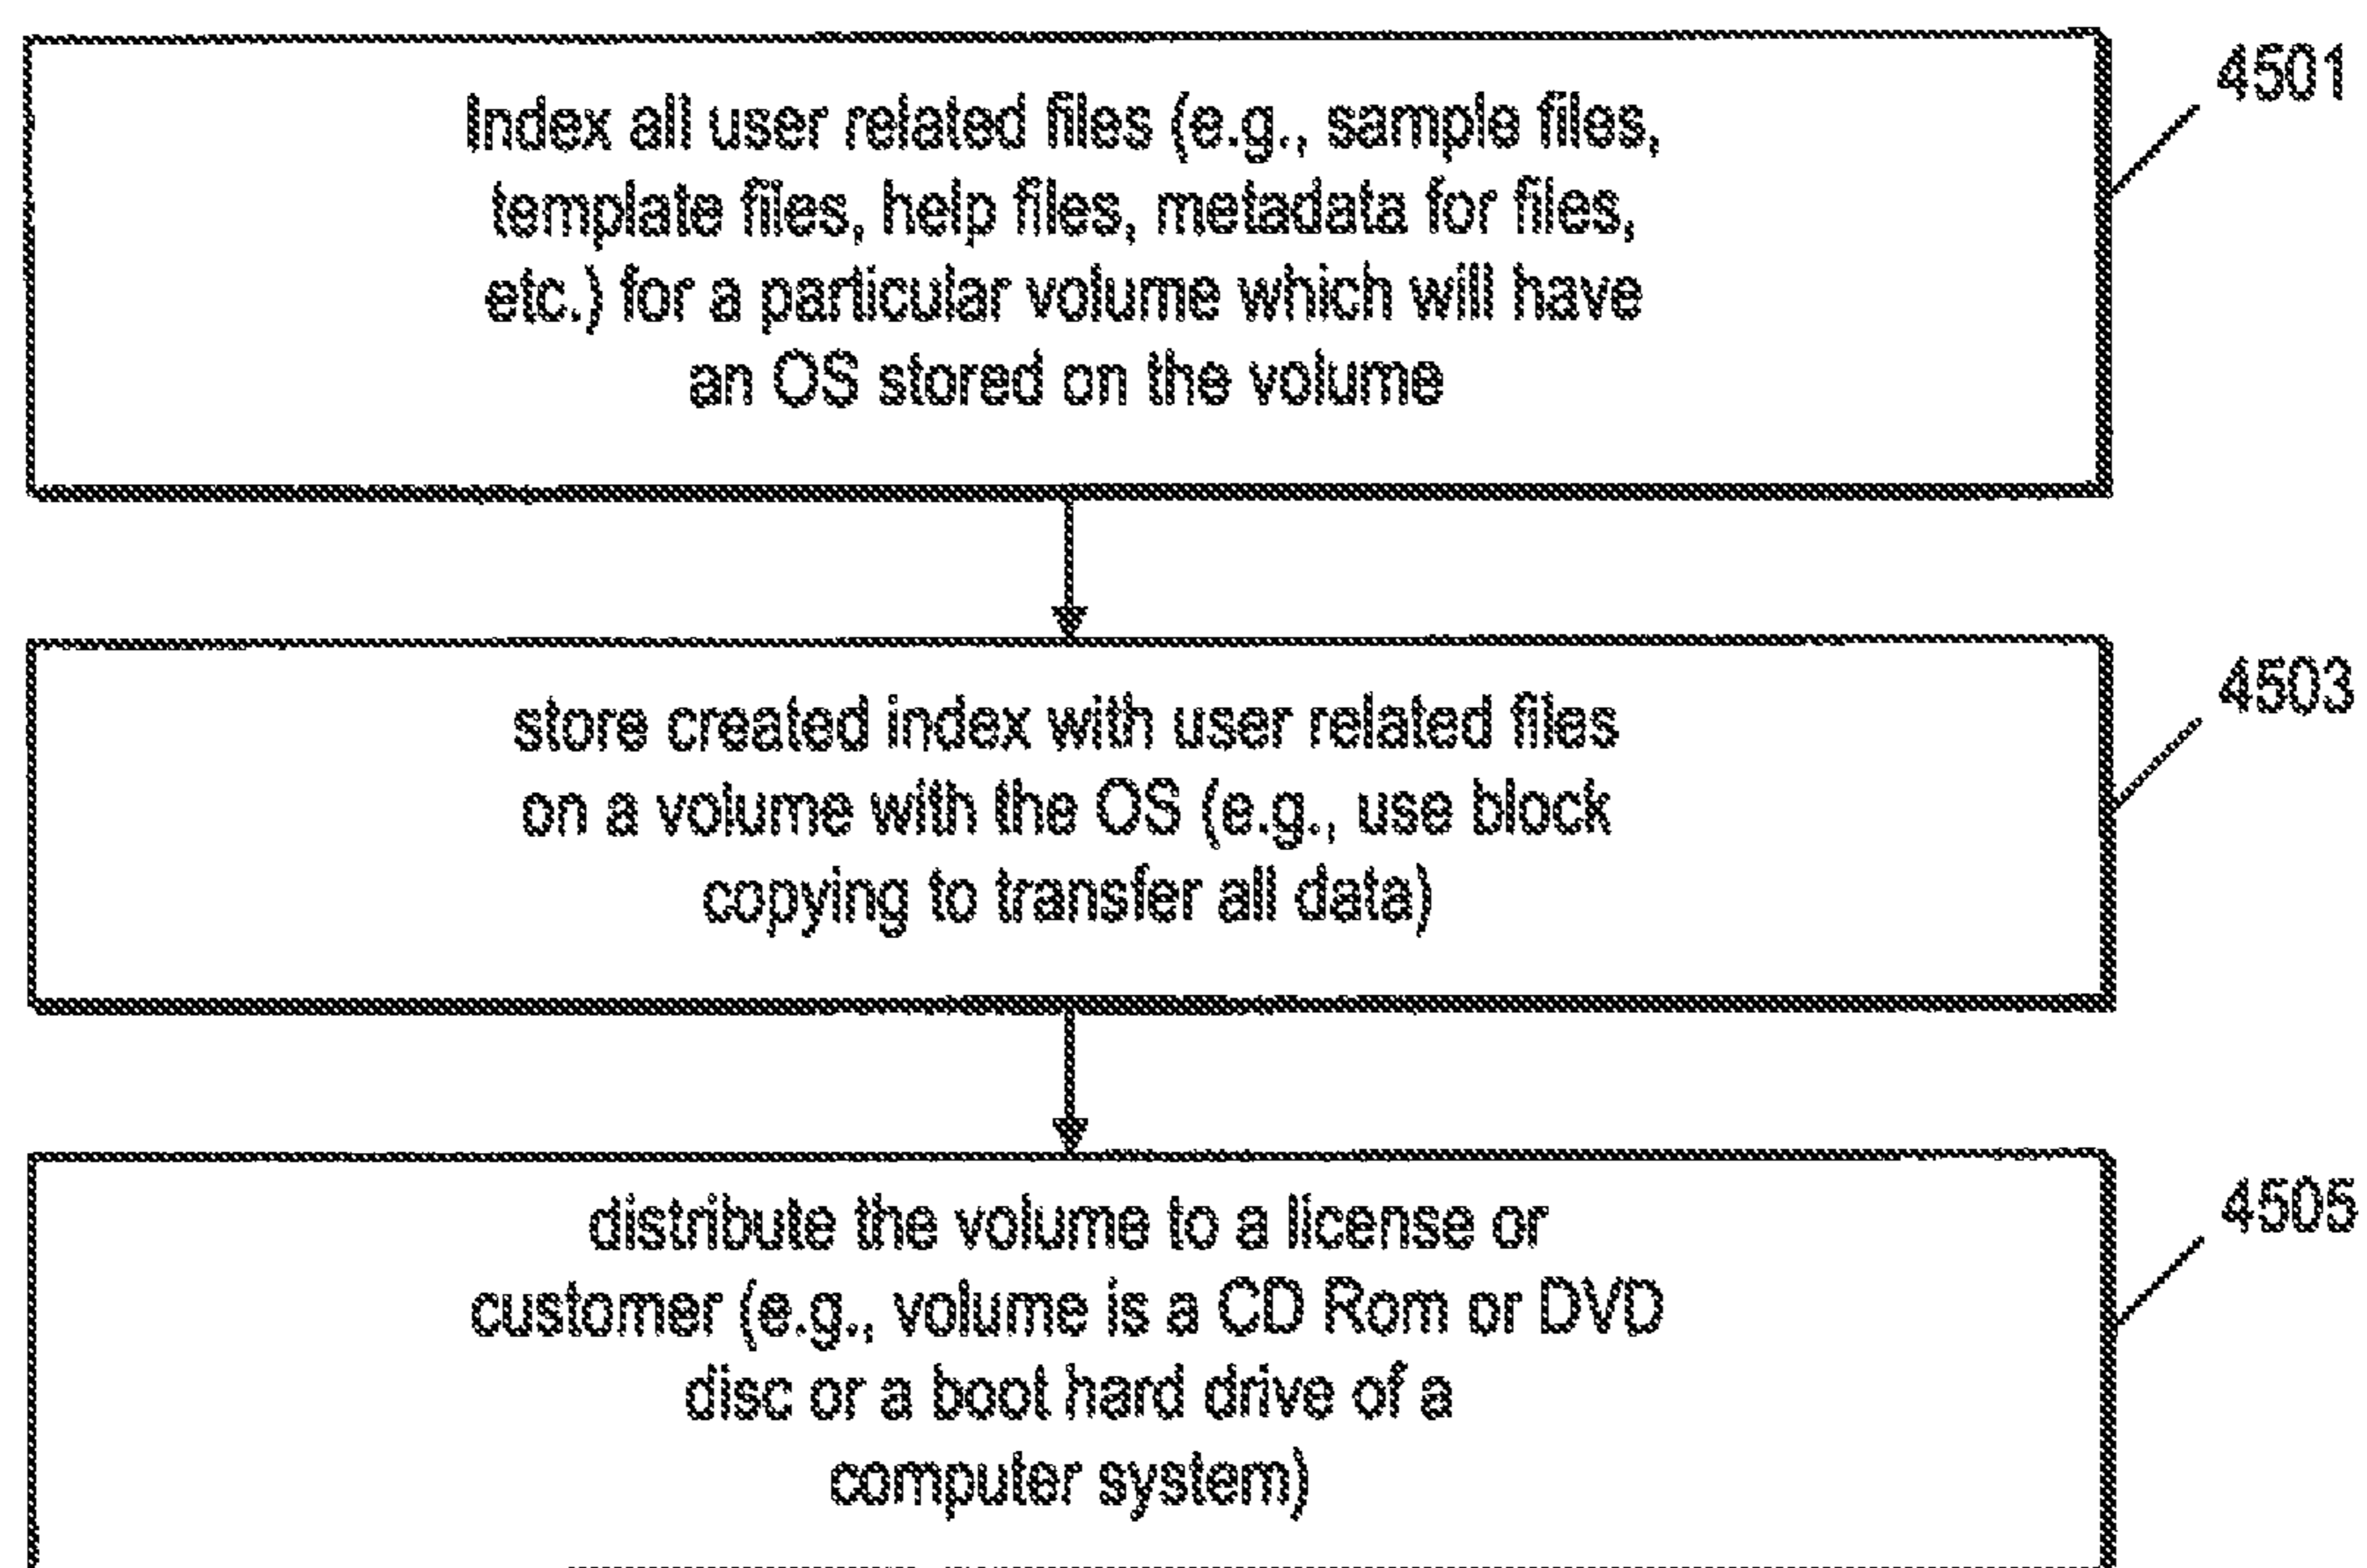 Index all user related files (e.g., sample files,
template files, help files, metadata for files,
etc.) for a particular volume which will have
an OS stored on the volume
4501
store created index with user related files
on a volume with the OS (e.g., use block
copying to transfer all data)
4503
distribute the volume to a license or
customer (e.g., volume is a CD Rom or DVD
disc or a boot hard drive of a
computer system)
4505